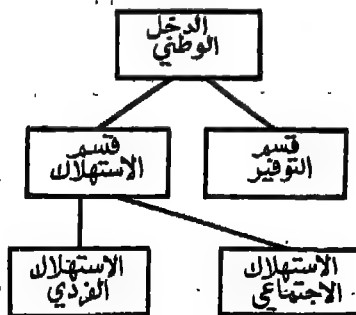 الدخل
الوطني
قسم
الاستهلاك
قسم
التوفير
الاستهلاك
الفردي
الاستهلاك
الاجتماعي